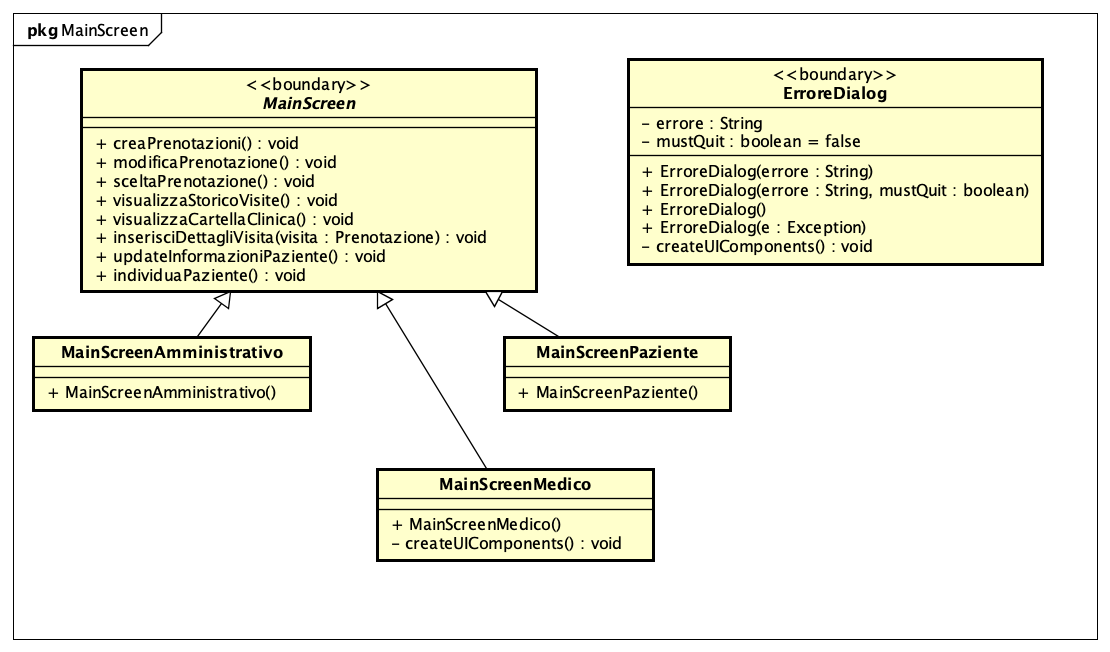 pkg MainScreen
<<boundary>>
MainScreen
+ creaPrenotazioni() : void
+ modificaPrenotazione() : void
+ sceltaPrenotazione() : void
+ visualizzaStoricoVisite() : void
+ visualizzaCartellaClinica() : void
+ inserisciDettagliVisita(visita : Prenotazione) : void
+ updateInformazioniPaziente() : void
+ individuaPaziente() : void
<<boundary>>
ErroreDialog
- errore : String
- mustQuit : boolean = false
+ ErroreDialog(errore : String)
+ ErroreDialog(errore : String, mustQuit : boolean)
+ ErroreDialog()
+ ErroreDialog(e : Exception)
- createUIComponents() : void
MainScreenAmministrativo
+ MainScreenAmministrativo()
MainScreenPaziente
+ MainScreenPaziente()
MainScreenMedico
+ MainScreenMedico()
- createUIComponents() : void